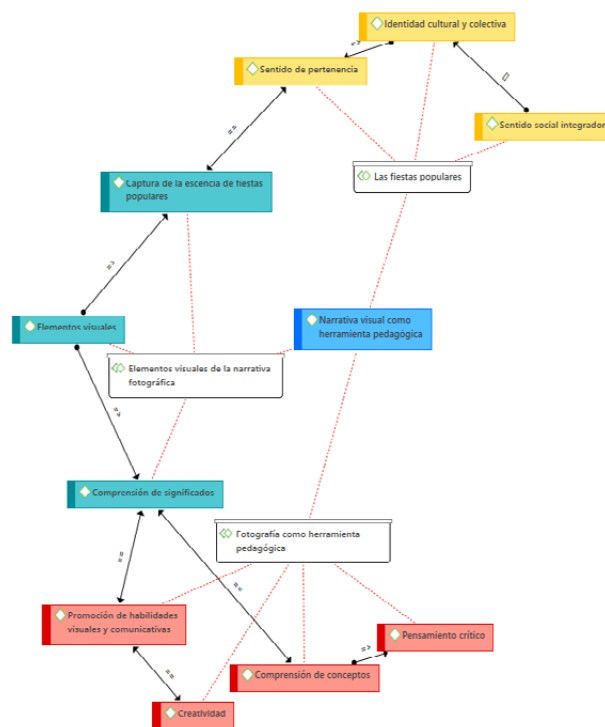 Identidad cultural y colectiva
=>
Sentido de pertenencia
[]
Sentido social integrador
==
Las fiestas populares
Captura de la escencia de fiestas
populares
=>
Elementos visuales
Narrativa visual como
herramienta pedagógica
Elementos visuales de la narrativa
fotográfica
=>
Comprensión de significados
Fotografía como herramienta
pedagógica
==
==
Promoción de habilidades
visuales y comunicativas
Pensamiento crítico
=>
==
Comprensión de conceptos
Creatividad